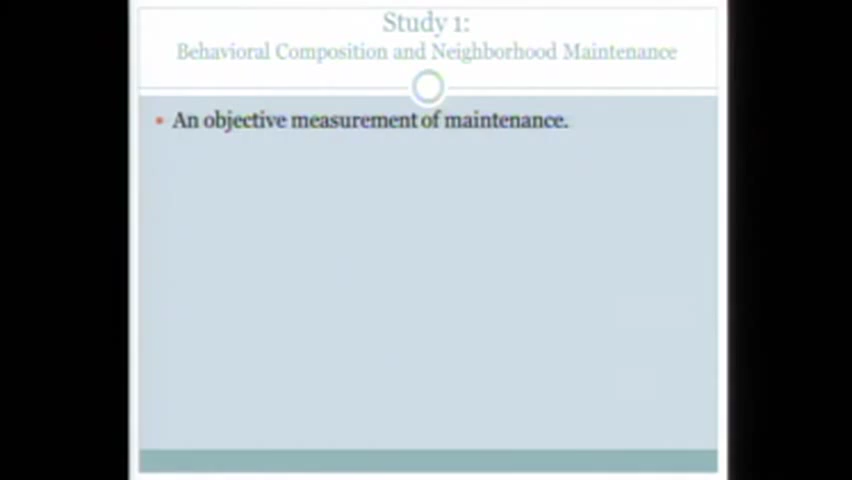 Study 1:
Behavioral Composition and Neighborhood Maintenance
An objective measurement of maintenance.